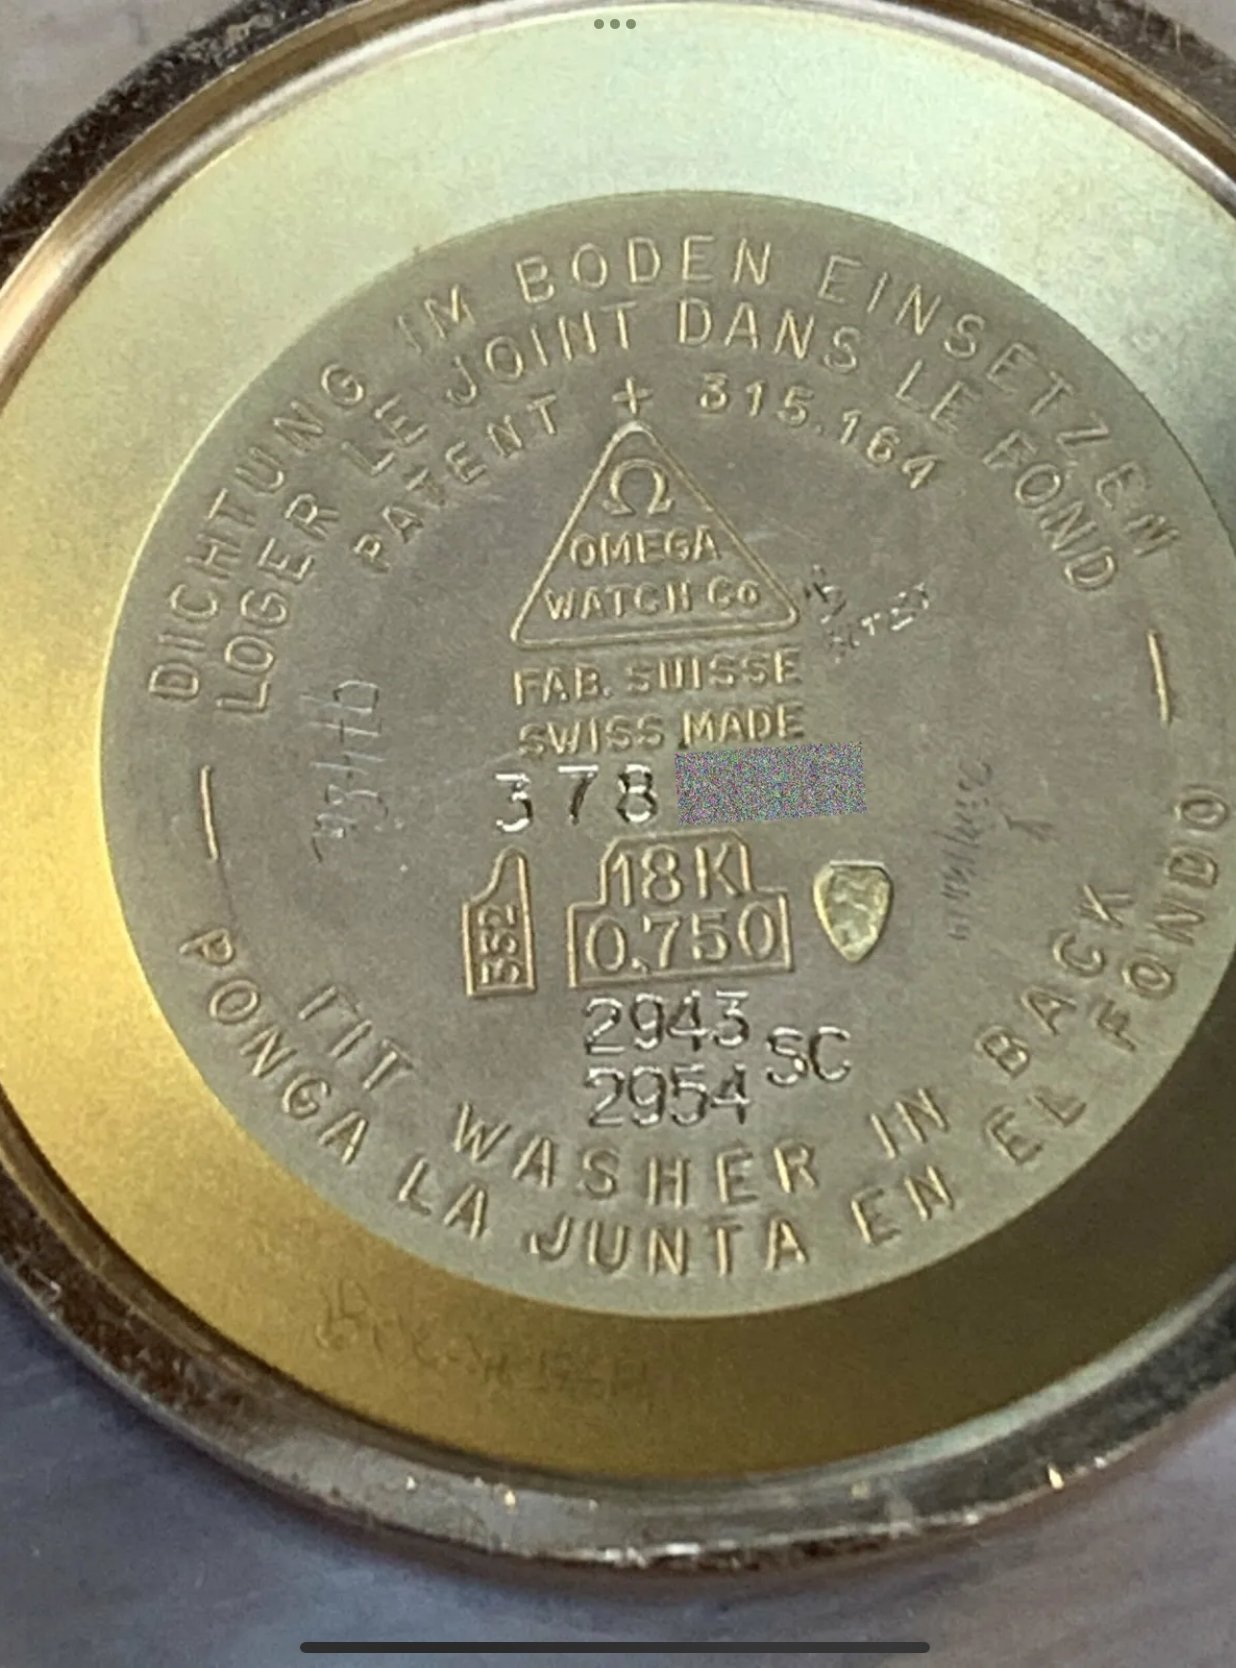 DICHTUNG IM BODEN EINSETZEN
LOGER LE JOINT DANS LE FOND
PATENT + 315.164
Ω
OMEGA
WATCH Co
FAB. SUISSE
SWISS MADE
378
18K
0,750
2943
SC
2954
FIT WASHER IN BACK
PONGA LA JUNTA EN EL FONDO